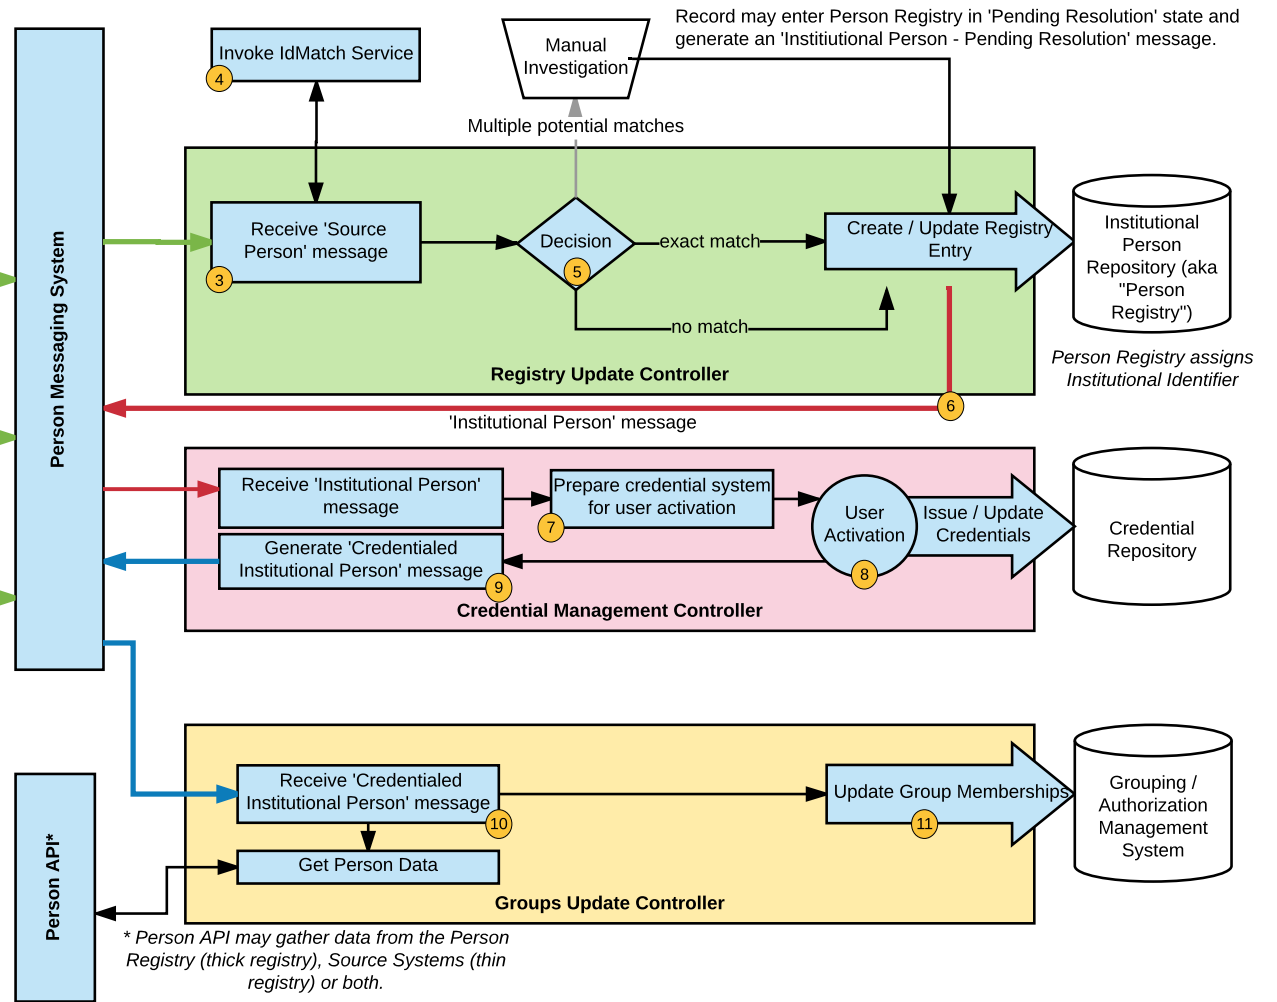 Record may enter Person Registry in 'Pending Resolution' state and
generate an 'Institiutional Person - Pending Resolution' message.
Invoke IdMatch Service
4
Manual
Investigation
Multiple potential matches
Person Messaging System
Receive 'Source
Person' message
3
Decision
5
exact match
no match
Create / Update Registry
Entry
Institutional
Person
Repository (aka
"Person
Registry")
Registry Update Controller
Person Registry assigns
Institutional Identifier
6
'Institutional Person' message
Receive 'Institutional Person'
message
Prepare credential system
for user activation
7
User
Activation
8
Issue / Update
Credentials
Credential
Repository
Generate 'Credentialed
Institutional Person' message
9
Credential Management Controller
Receive 'Credentialed
Institutional Person' message
10
Update Group Memberships
11
Grouping /
Authorization
Management
System
Get Person Data
Person API*
Groups Update Controller
* Person API may gather data from the Person
Registry (thick registry), Source Systems (thin
registry) or both.